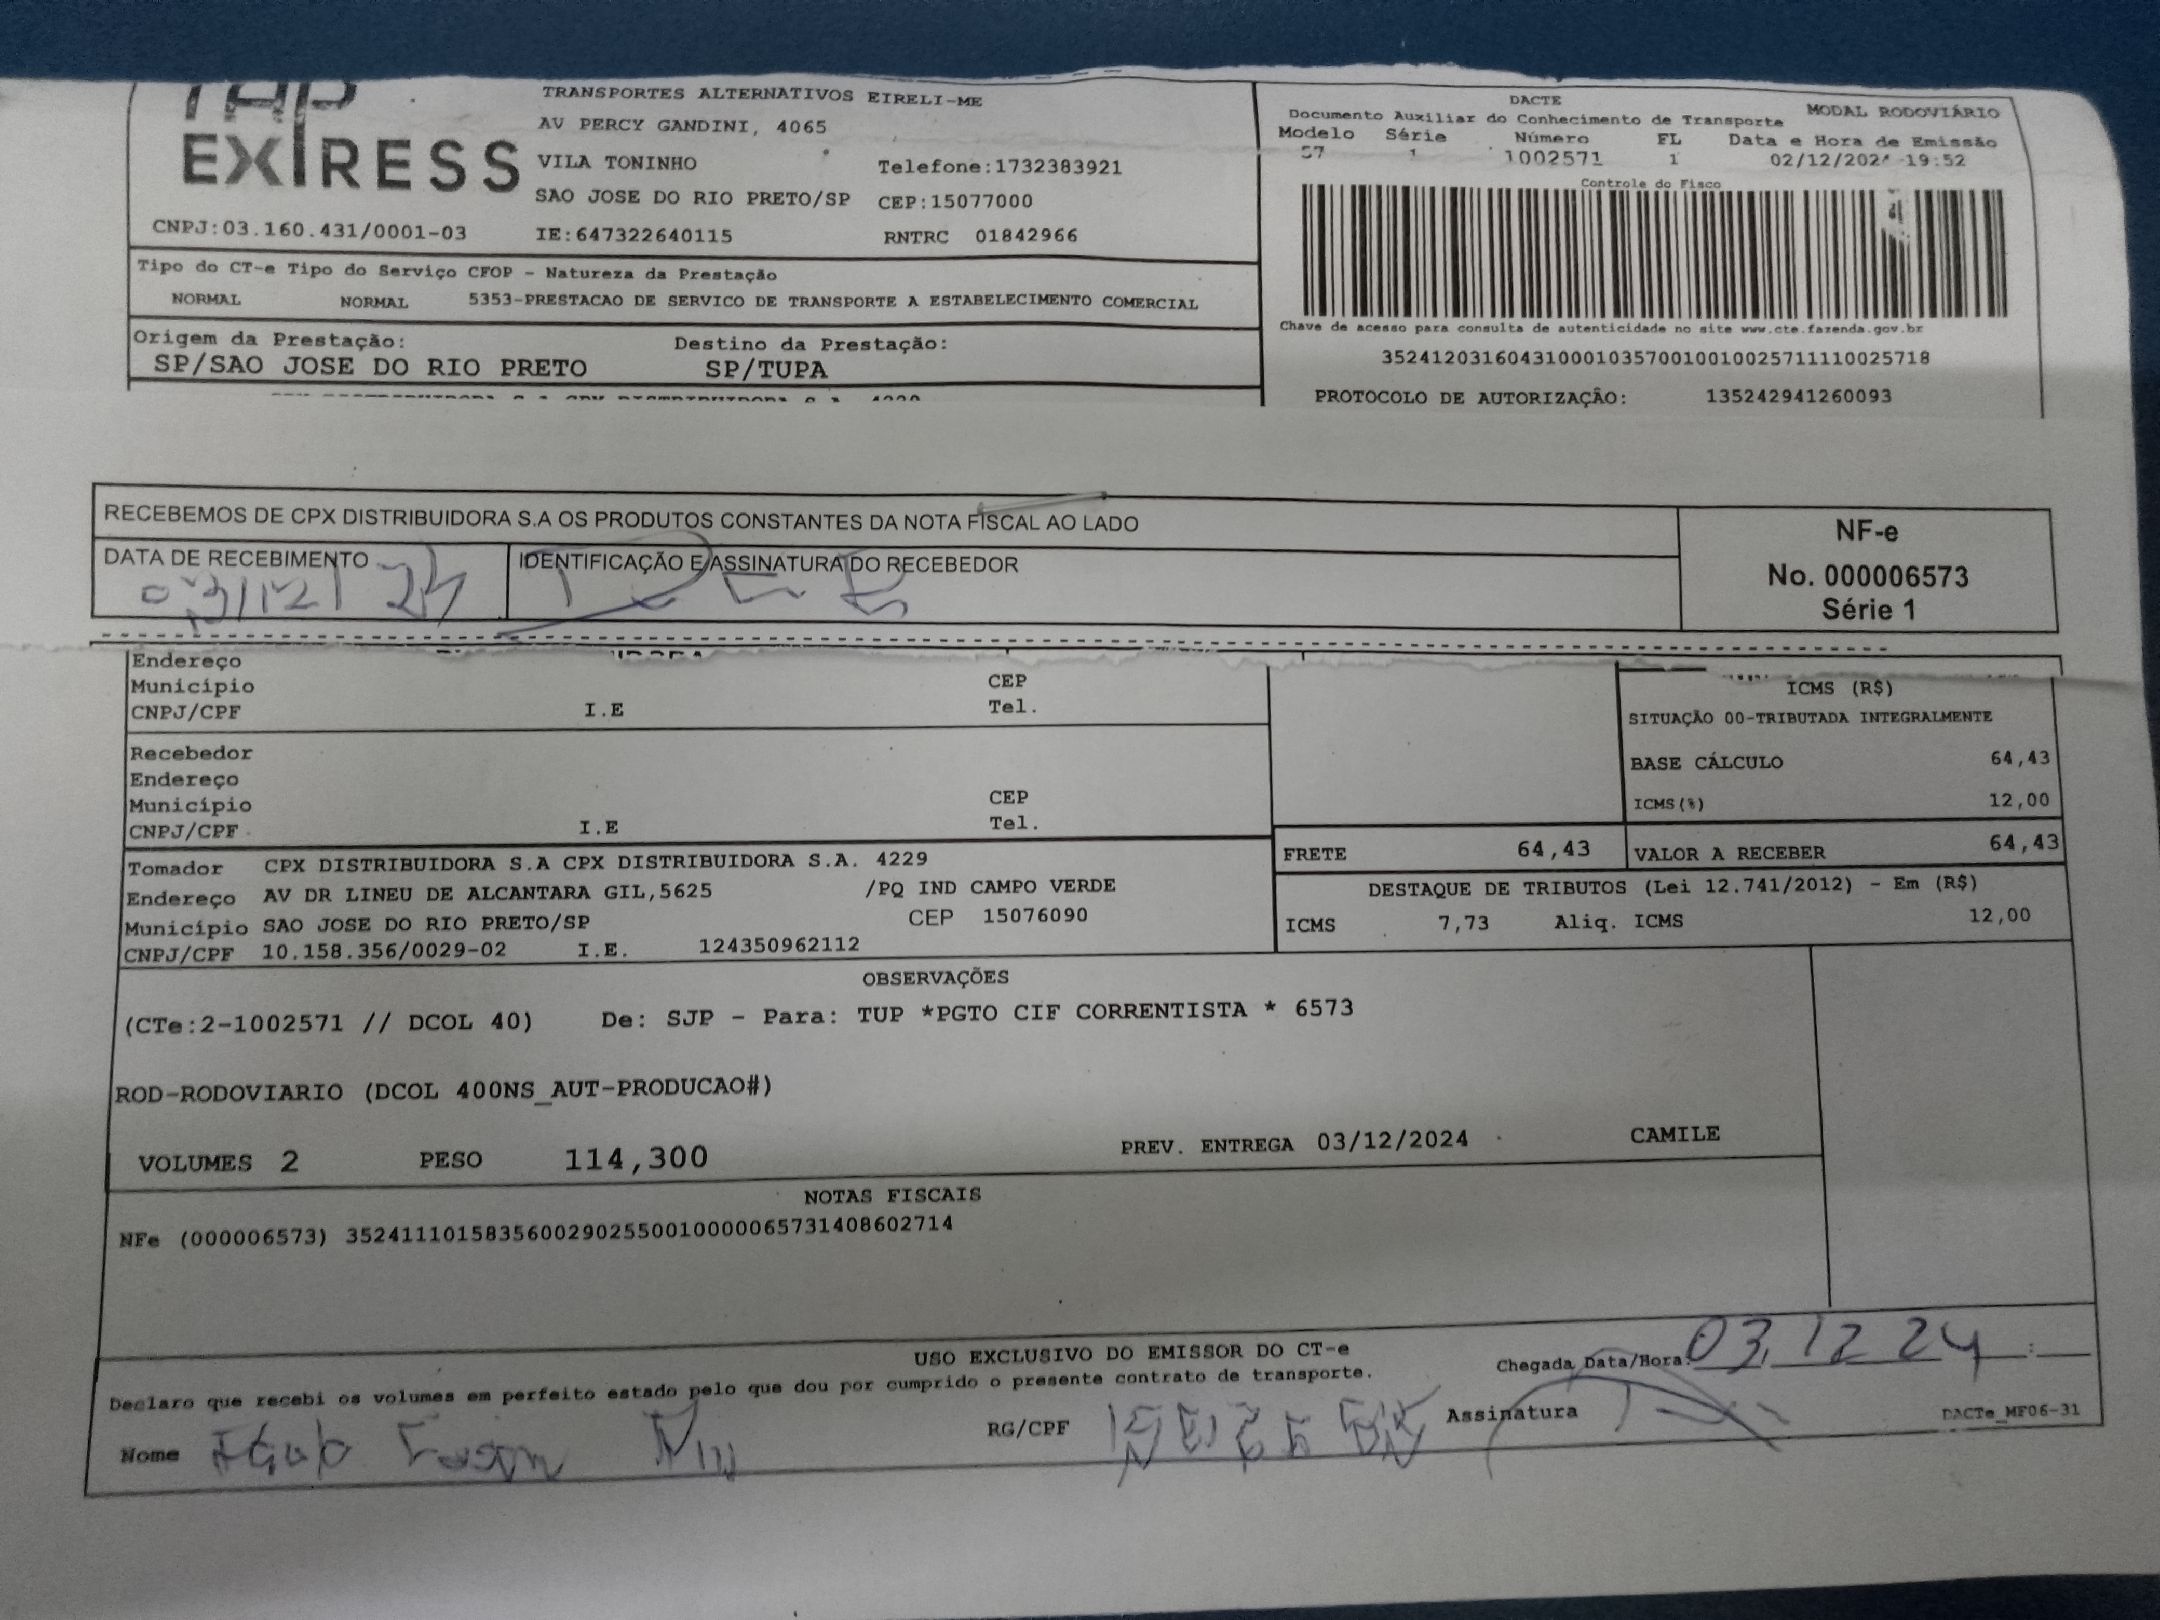 TAP
EXPRESS
TRANSPORTES ALTERNATIVOS EIRELI-ME
AV PERCY GANDINI, 4065
VILA TONINHO Telefone:1732383921
SAO JOSE DO RIO PRETO/SP CEP:15077000
CNPJ:03.160.431/0001-03 IE:647322640115 RNTRC 01842966
DACTE MODAL RODOVIÁRIO
Documento Auxiliar do Conhecimento de Transporte
Modelo Série Número FL Data e Hora de Emissão
57 1 1002571 1 02/12/2024 19:52
Controle do Fisco
Chave de acesso para consulta de autenticidade no site www.cte.fazenda.gov.br
35241203160431000103570010010025711110025718
PROTOCOLO DE AUTORIZAÇÃO: 135242941260093
Tipo do CT-e Tipo do Serviço CFOP - Natureza da Prestação
NORMAL NORMAL 5353-PRESTACAO DE SERVICO DE TRANSPORTE A ESTABELECIMENTO COMERCIAL
Origem da Prestação: Destino da Prestação:
SP/SAO JOSE DO RIO PRETO SP/TUPA
RECEBEMOS DE CPX DISTRIBUIDORA S.A OS PRODUTOS CONSTANTES DA NOTA FISCAL AO LADO
DATA DE RECEBIMENTO IDENTIFICAÇÃO E ASSINATURA DO RECEBEDOR
03/12/24
NF-e
No. 000006573
Série 1
Endereço
Município CEP
CNPJ/CPF I.E Tel.
Recebedor
Endereço
Município CEP
CNPJ/CPF I.E Tel.
ICMS (R$)
SITUAÇÃO 00-TRIBUTADA INTEGRALMENTE
BASE CÁLCULO 64,43
ICMS(%) 12,00
FRETE 64,43 VALOR A RECEBER 64,43
Tomador CPX DISTRIBUIDORA S.A CPX DISTRIBUIDORA S.A. 4229
Endereço AV DR LINEU DE ALCANTARA GIL,5625 /PQ IND CAMPO VERDE
Município SAO JOSE DO RIO PRETO/SP CEP 15076090
CNPJ/CPF 10.158.356/0029-02 I.E. 124350962112
DESTAQUE DE TRIBUTOS (Lei 12.741/2012) - Em (R$)
ICMS 7,73 Aliq. ICMS 12,00
OBSERVAÇÕES
(CTe:2-1002571 // DCOL 40) De: SJP - Para: TUP *PGTO CIF CORRENTISTA * 6573
ROD-RODOVIARIO (DCOL 400NS_AUT-PRODUCAO#)
VOLUMES 2 PESO 114,300 PREV. ENTREGA 03/12/2024 CAMILE
NOTAS FISCAIS
NFe (000006573) 35241110158356002902550010000065731408602714
USO EXCLUSIVO DO EMISSOR DO CT-e
Chegada Data/Hora: 03 12 24 :
Declaro que recebi os volumes em perfeito estado pelo que dou por cumprido o presente contrato de transporte.
Nome RG/CPF Assinatura
DACTe_MF06-31